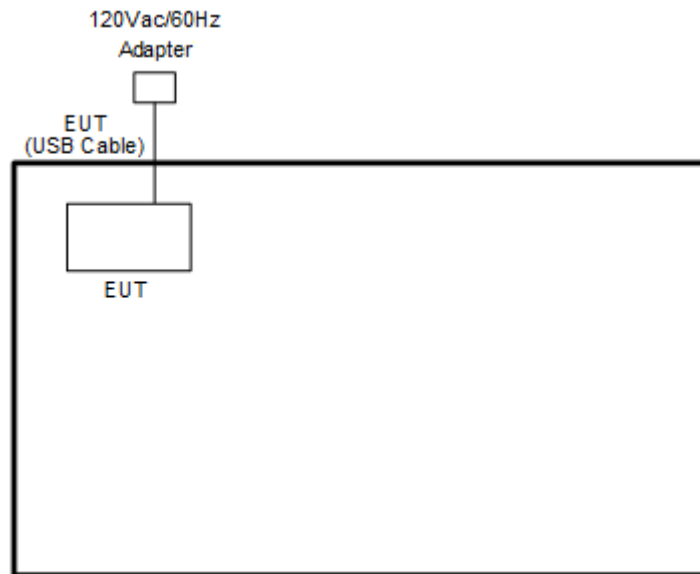 120Vac/60Hz
Adapter
EUT
(USB Cable)
EUT